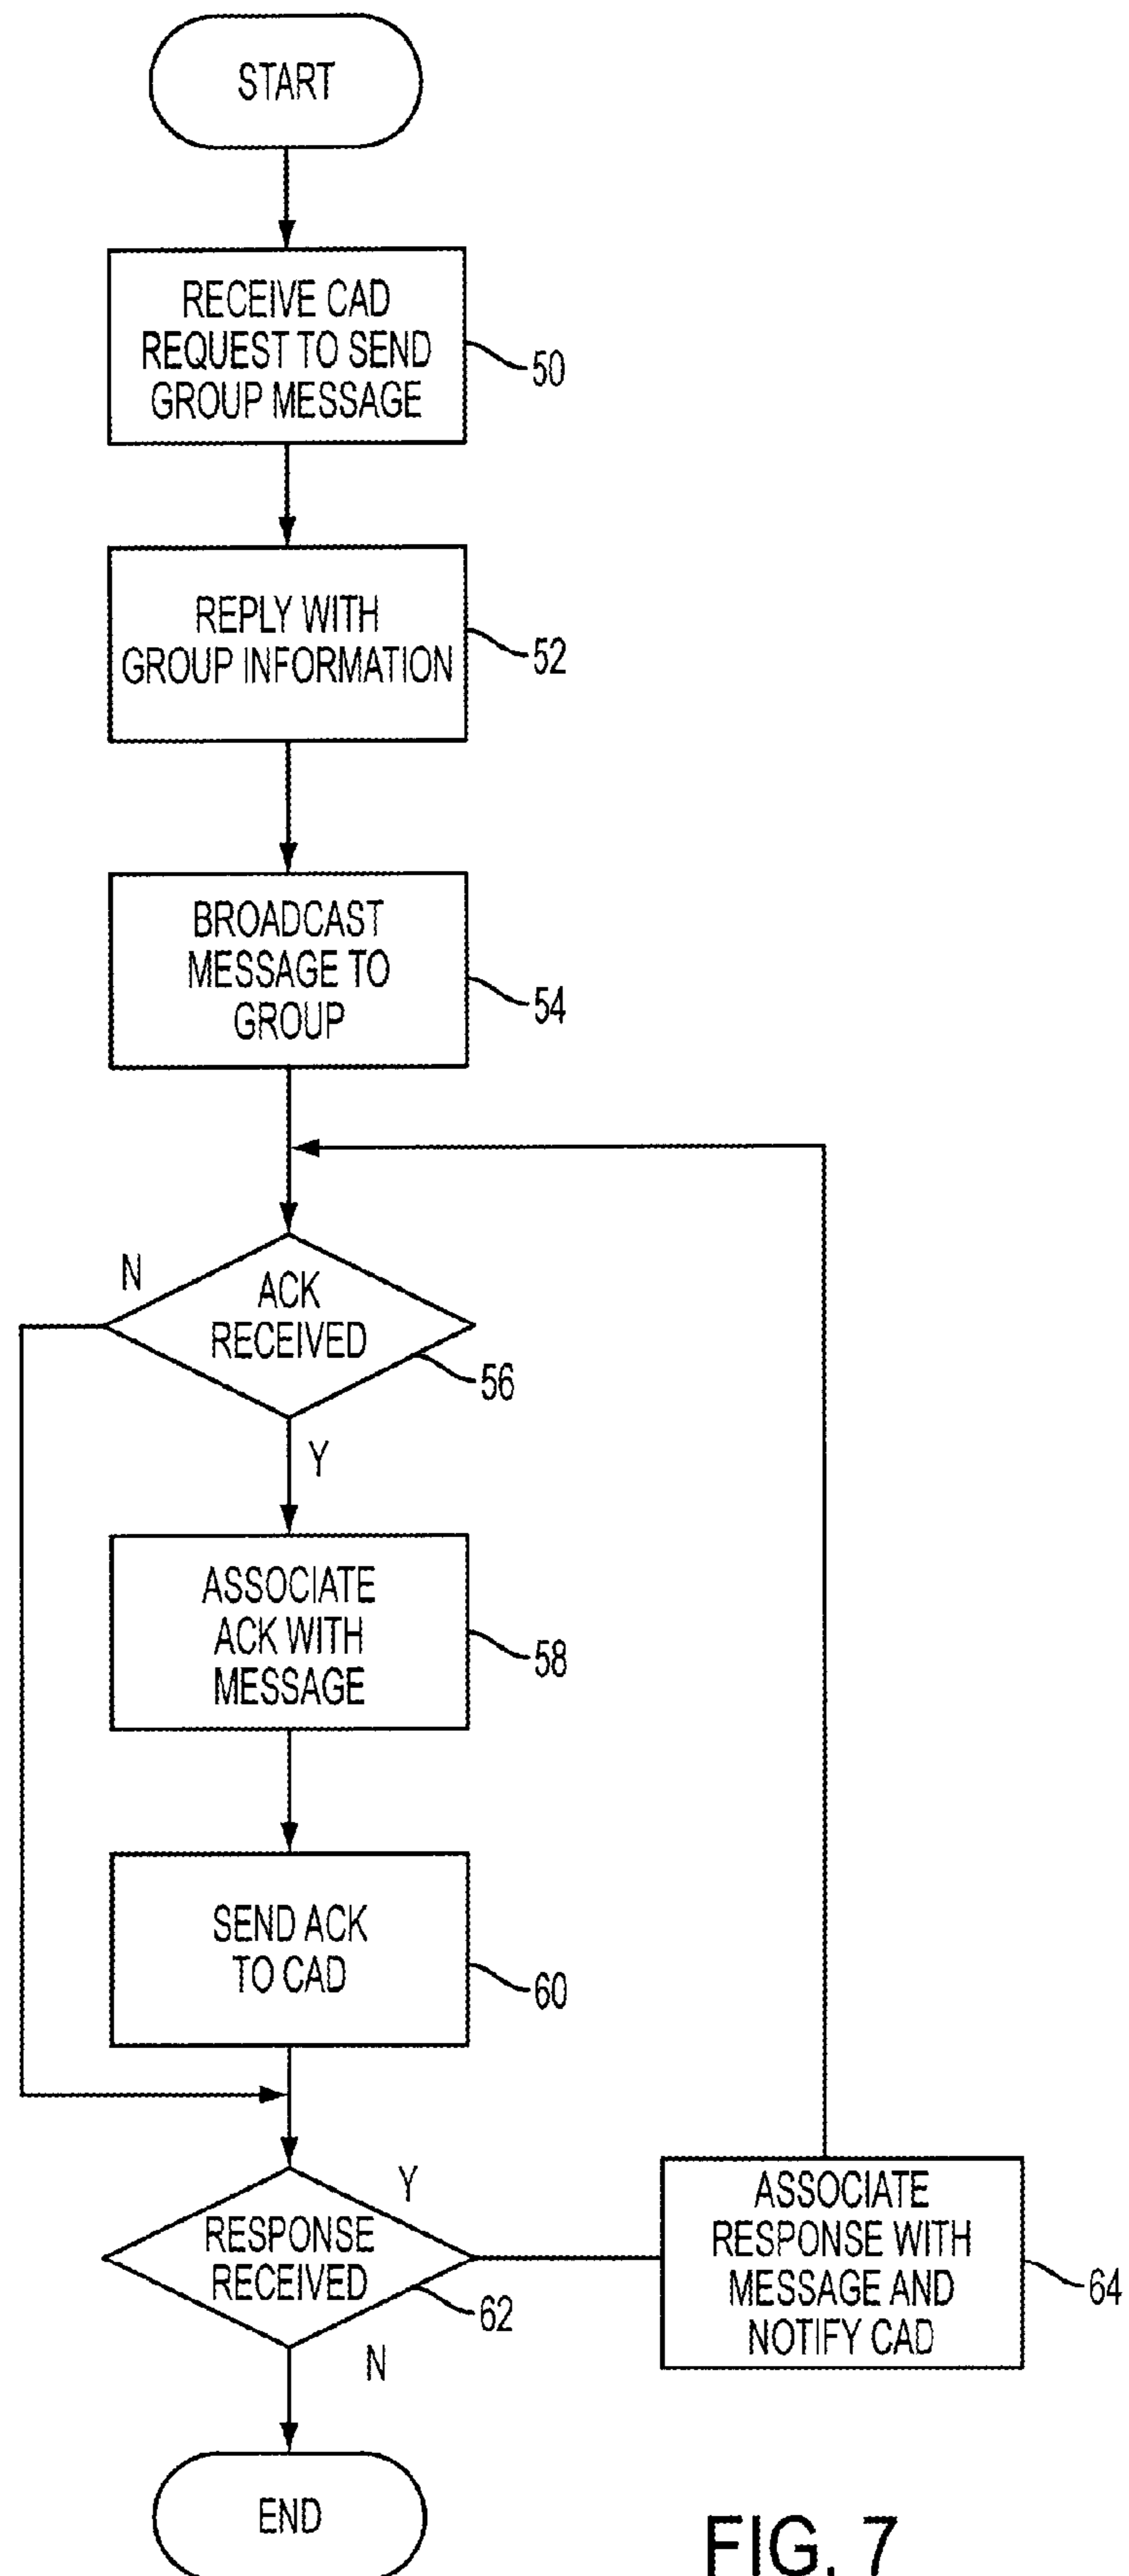 START
RECEIVE CAD
REQUEST TO SEND
GROUP MESSAGE
50
REPLY WITH
GROUP INFORMATION
52
BROADCAST
MESSAGE TO
GROUP
54
N
ACK
RECEIVED
56
Y
ASSOCIATE
ACK WITH
MESSAGE
58
SEND ACK
TO CAD
60
Y
RESPONSE
RECEIVED
62
N
ASSOCIATE
RESPONSE WITH
MESSAGE AND
NOTIFY CAD
64
END
FIG. 7